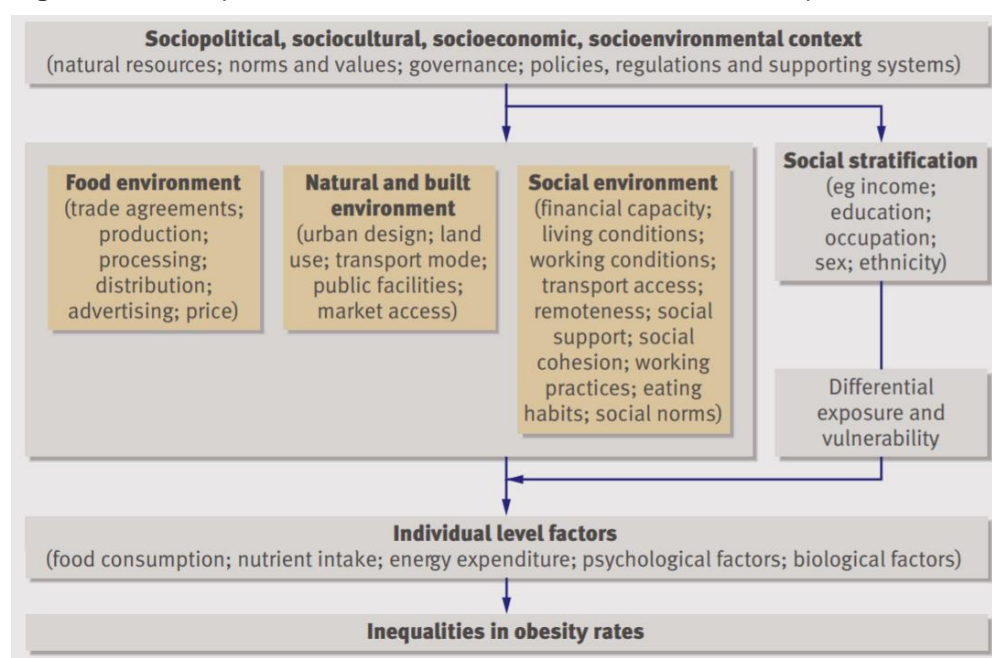 Sociopolitical, sociocultural, socioeconomic, socioenvironmental context
(natural resources; norms and values; governance; policies, regulations and supporting systems)
Food environment
(trade agreements;
production;
processing;
distribution;
advertising; price)
Natural and built
environment
(urban design; land
use; transport mode;
public facilities;
market access)
Social environment
(financial capacity;
living conditions;
working conditions;
transport access;
remoteness; social
support; social
cohesion; working
practices; eating
habits; social norms)
Social stratification
(eg income;
education;
occupation;
sex; ethnicity)
Differential
exposure and
vulnerability
Individual level factors
(food consumption; nutrient intake; energy expenditure; psychological factors; biological factors)
Inequalities in obesity rates